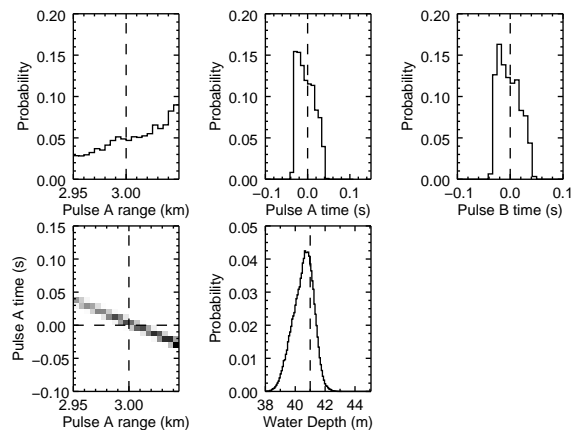 0.20
0.15
0.10
0.05
0.00
Probability
2.95 3.00
Pulse A range (km)
0.20
0.15
0.10
0.05
0.00
Probability
−0.1 0.0 0.1
Pulse A time (s)
0.20
0.15
0.10
0.05
0.00
Probability
−0.1 0.0 0.1
Pulse B time (s)
0.15
0.10
0.05
0.00
−0.05
−0.10
Pulse A time (s)
2.95 3.00
Pulse A range (km)
0.05
0.04
0.03
0.02
0.01
0.00
Probability
38 40 42 44
Water Depth (m)